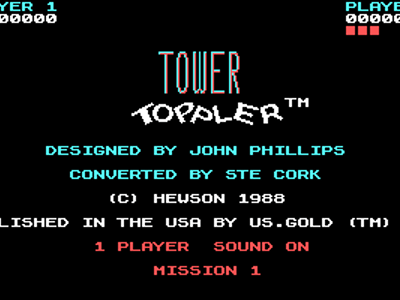 YER 1 PLAYE
00000 00000
TOWER
TOPPLER™
DESIGNED BY JOHN PHILLIPS
CONVERTED BY STE CORK
(C) HEWSON 1988
LISHED IN THE USA BY US.GOLD (TM)
1 PLAYER SOUND ON
MISSION 1